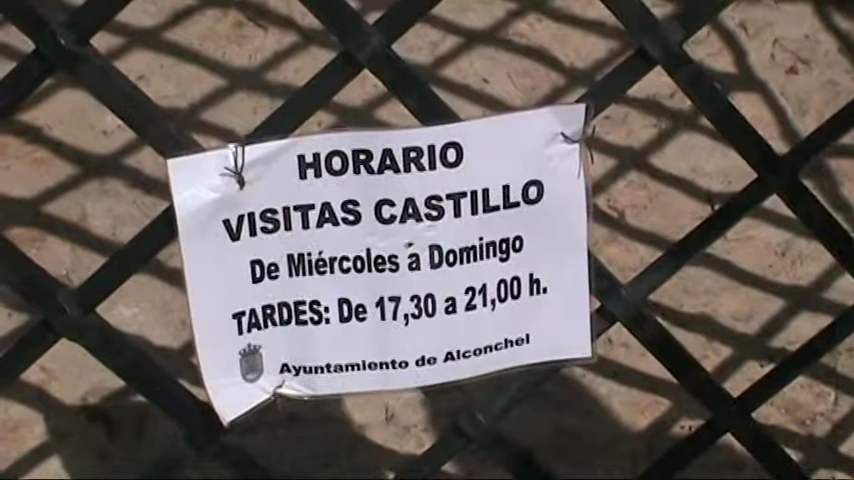 HORARIO
VISITAS CASTILLO
De Miércoles a Domingo
TARDES: De 17,30 a 21,00 h.
Ayuntamiento de Alconchel